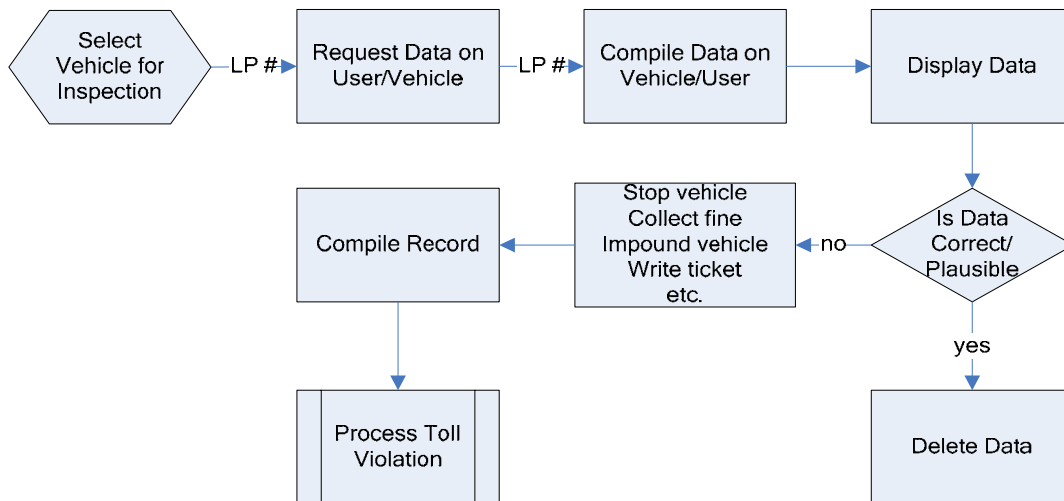 Select
Vehicle for
Inspection
LP #
Request Data on
User/Vehicle
LP #
Compile Data on
Vehicle/User
Display Data
Is Data
Correct/
Plausible
no
Stop vehicle
Collect fine
Impound vehicle
Write ticket
etc.
Compile Record
Process Toll
Violation
yes
Delete Data